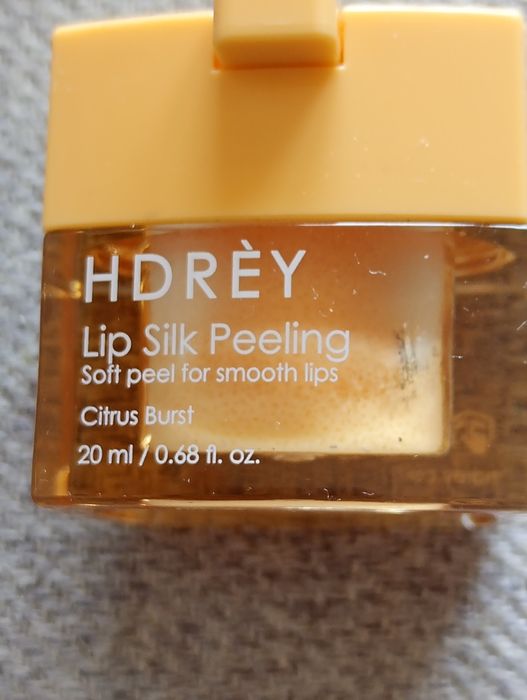 HDRÈY
Lip Silk Peeling
Soft peel for smooth lips
Citrus Burst
20 ml / 0.68 fl. oz.